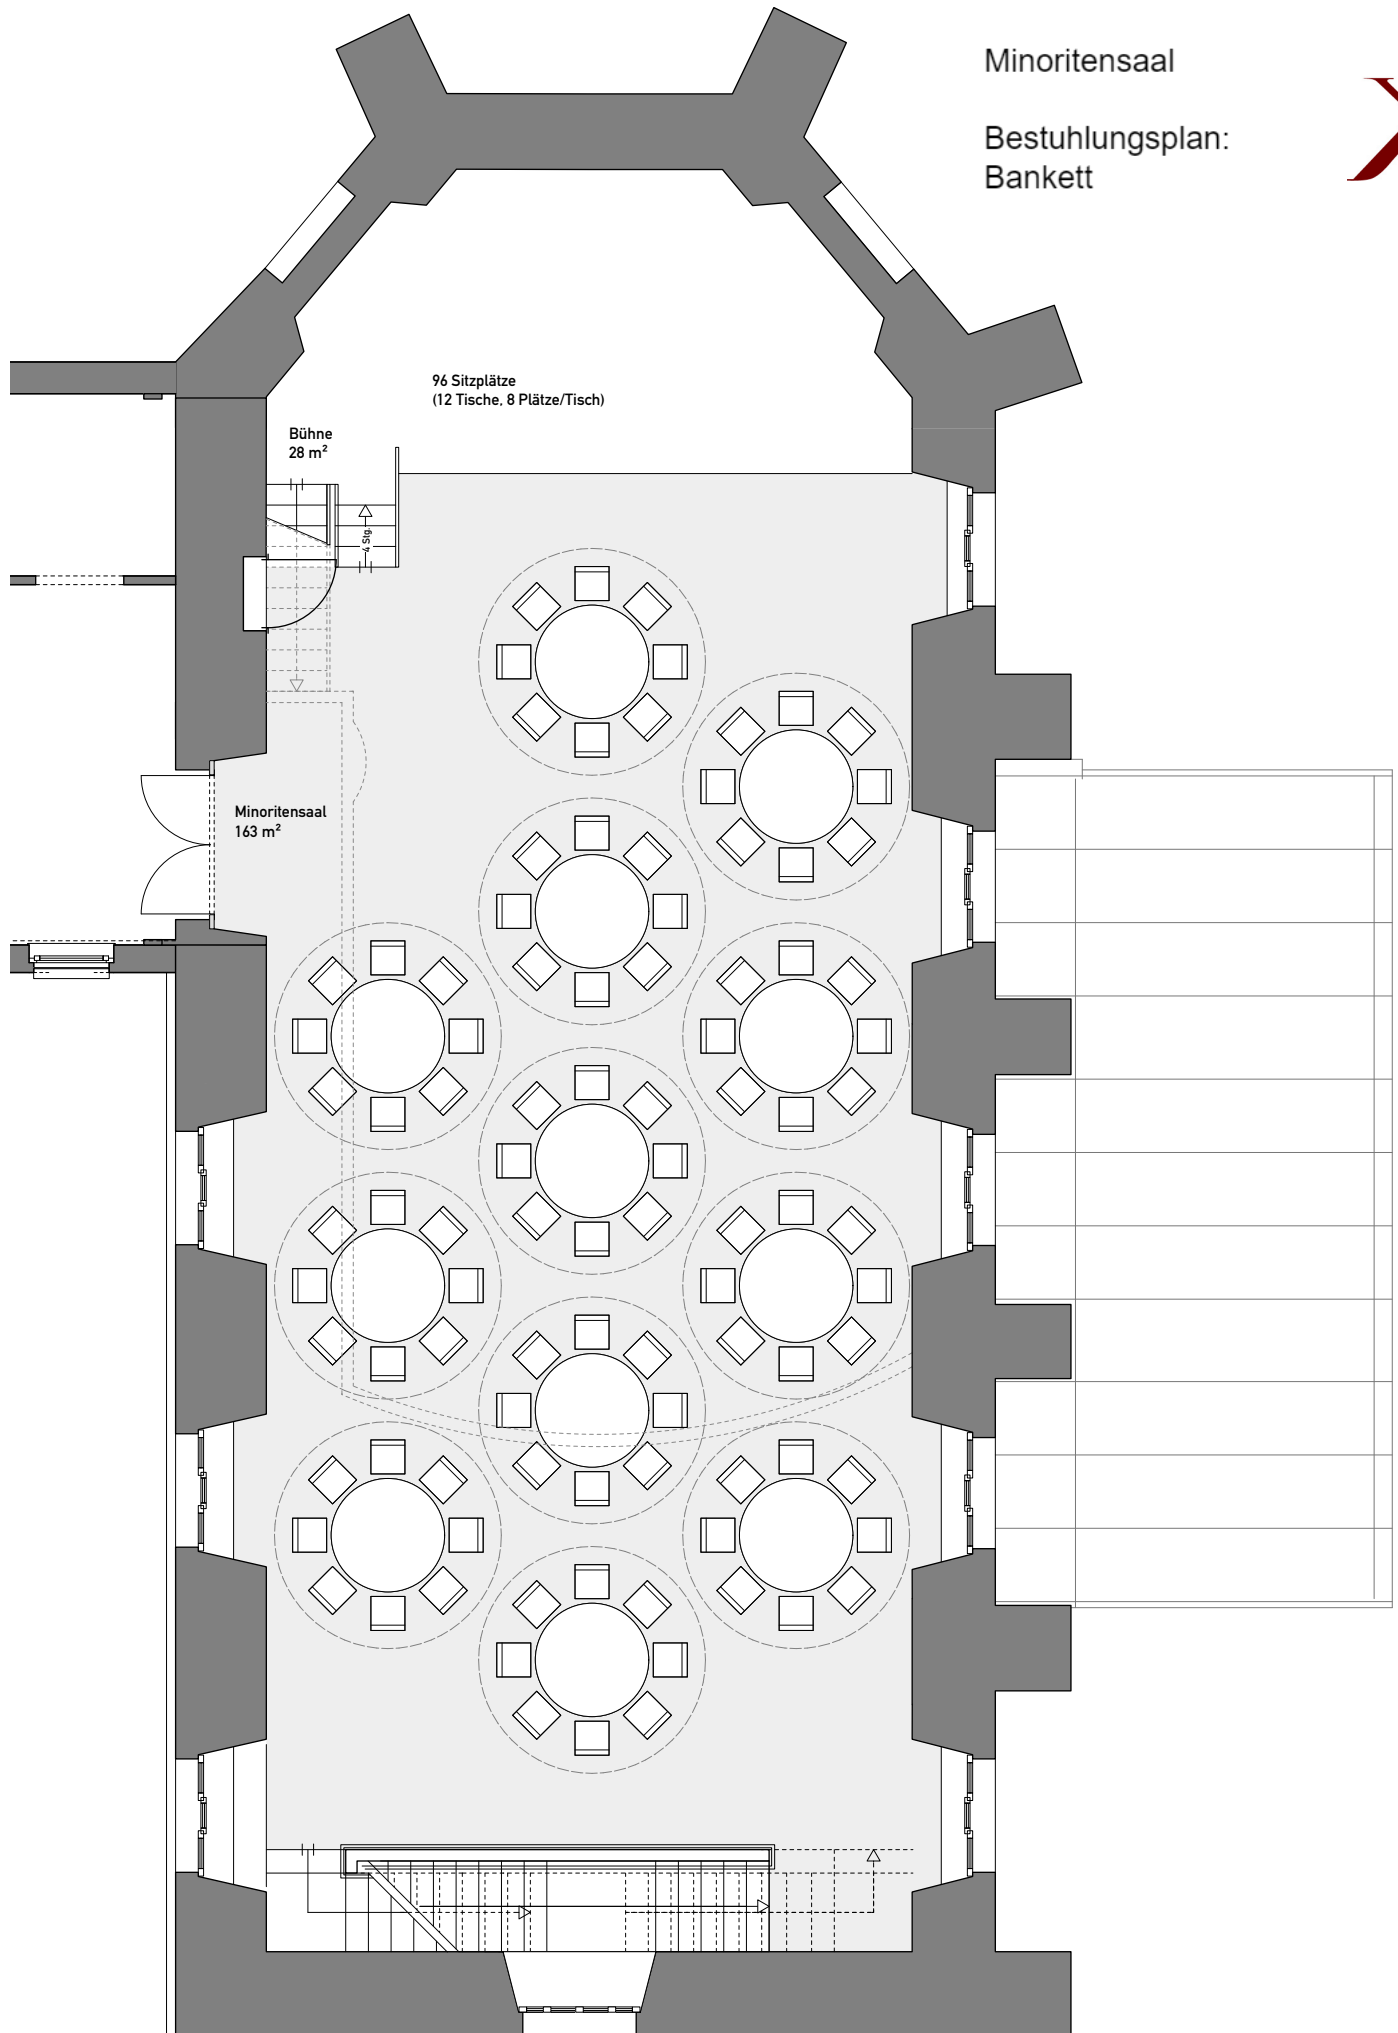 Minoritensaal
Bestuhlungsplan:
Bankett
96 Sitzplätze
(12 Tische, 8 Plätze/Tisch)
Bühne
28 m²
4 Stg.
Minoritensaal
163 m²